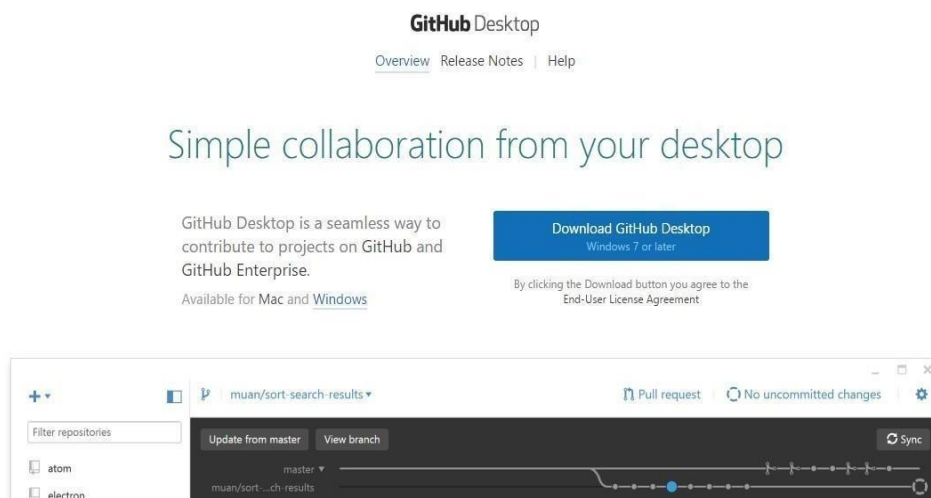 GitHub Desktop
Overview Release Notes | Help
Simple collaboration from your desktop
GitHub Desktop is a seamless way to
contribute to projects on GitHub and
GitHub Enterprise.
Available for Mac and Windows
Download GitHub Desktop
Windows 7 or later
By clicking the Download button you agree to the
End-User License Agreement
muan/sort-search-results
Pull request
No uncommitted changes
Filter repositories
Update from master
View branch
Sync
atom
master
muan/sort-...ch-results
electron